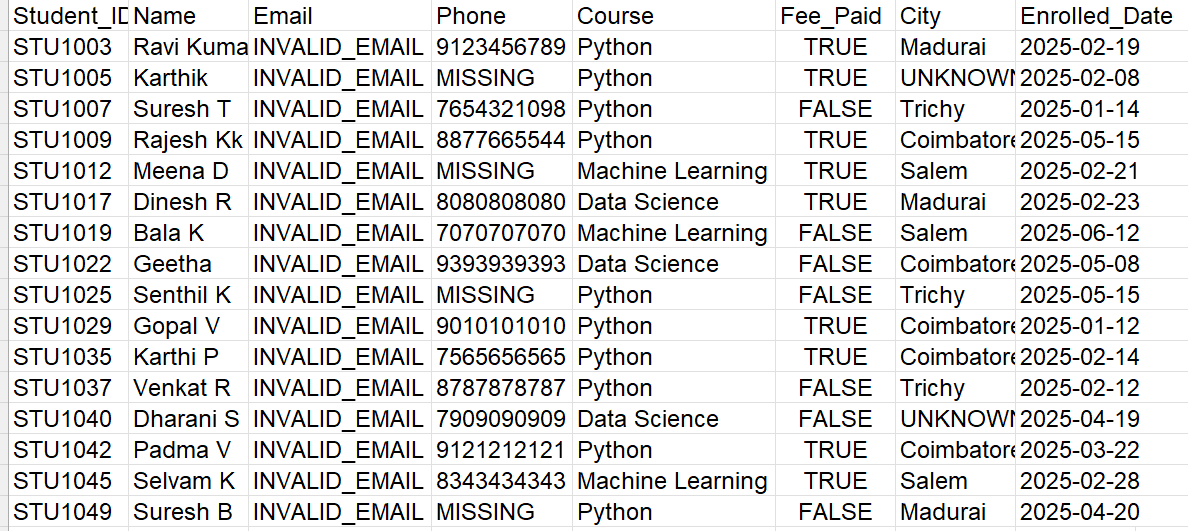 Student_ID Name Email Phone Course Fee_Paid City Enrolled_Date
STU1003 Ravi Kuma INVALID_EMAIL 9123456789 Python TRUE Madurai 2025-02-19
STU1005 Karthik INVALID_EMAIL MISSING Python TRUE UNKNOWN 2025-02-08
STU1007 Suresh T INVALID_EMAIL 7654321098 Python FALSE Trichy 2025-01-14
STU1009 Rajesh Kk INVALID_EMAIL 8877665544 Python TRUE Coimbatore 2025-05-15
STU1012 Meena D INVALID_EMAIL MISSING Machine Learning TRUE Salem 2025-02-21
STU1017 Dinesh R INVALID_EMAIL 8080808080 Data Science TRUE Madurai 2025-02-23
STU1019 Bala K INVALID_EMAIL 7070707070 Machine Learning FALSE Salem 2025-06-12
STU1022 Geetha INVALID_EMAIL 9393939393 Data Science FALSE Coimbatore 2025-05-08
STU1025 Senthil K INVALID_EMAIL MISSING Python FALSE Trichy 2025-05-15
STU1029 Gopal V INVALID_EMAIL 9010101010 Python TRUE Coimbatore 2025-01-12
STU1035 Karthi P INVALID_EMAIL 7565656565 Python TRUE Coimbatore 2025-02-14
STU1037 Venkat R INVALID_EMAIL 8787878787 Python FALSE Trichy 2025-02-12
STU1040 Dharani S INVALID_EMAIL 7909090909 Data Science FALSE UNKNOWN 2025-04-19
STU1042 Padma V INVALID_EMAIL 9121212121 Python TRUE Coimbatore 2025-03-22
STU1045 Selvam K INVALID_EMAIL 8343434343 Machine Learning TRUE Salem 2025-02-28
STU1049 Suresh B INVALID_EMAIL MISSING Python FALSE Madurai 2025-04-20